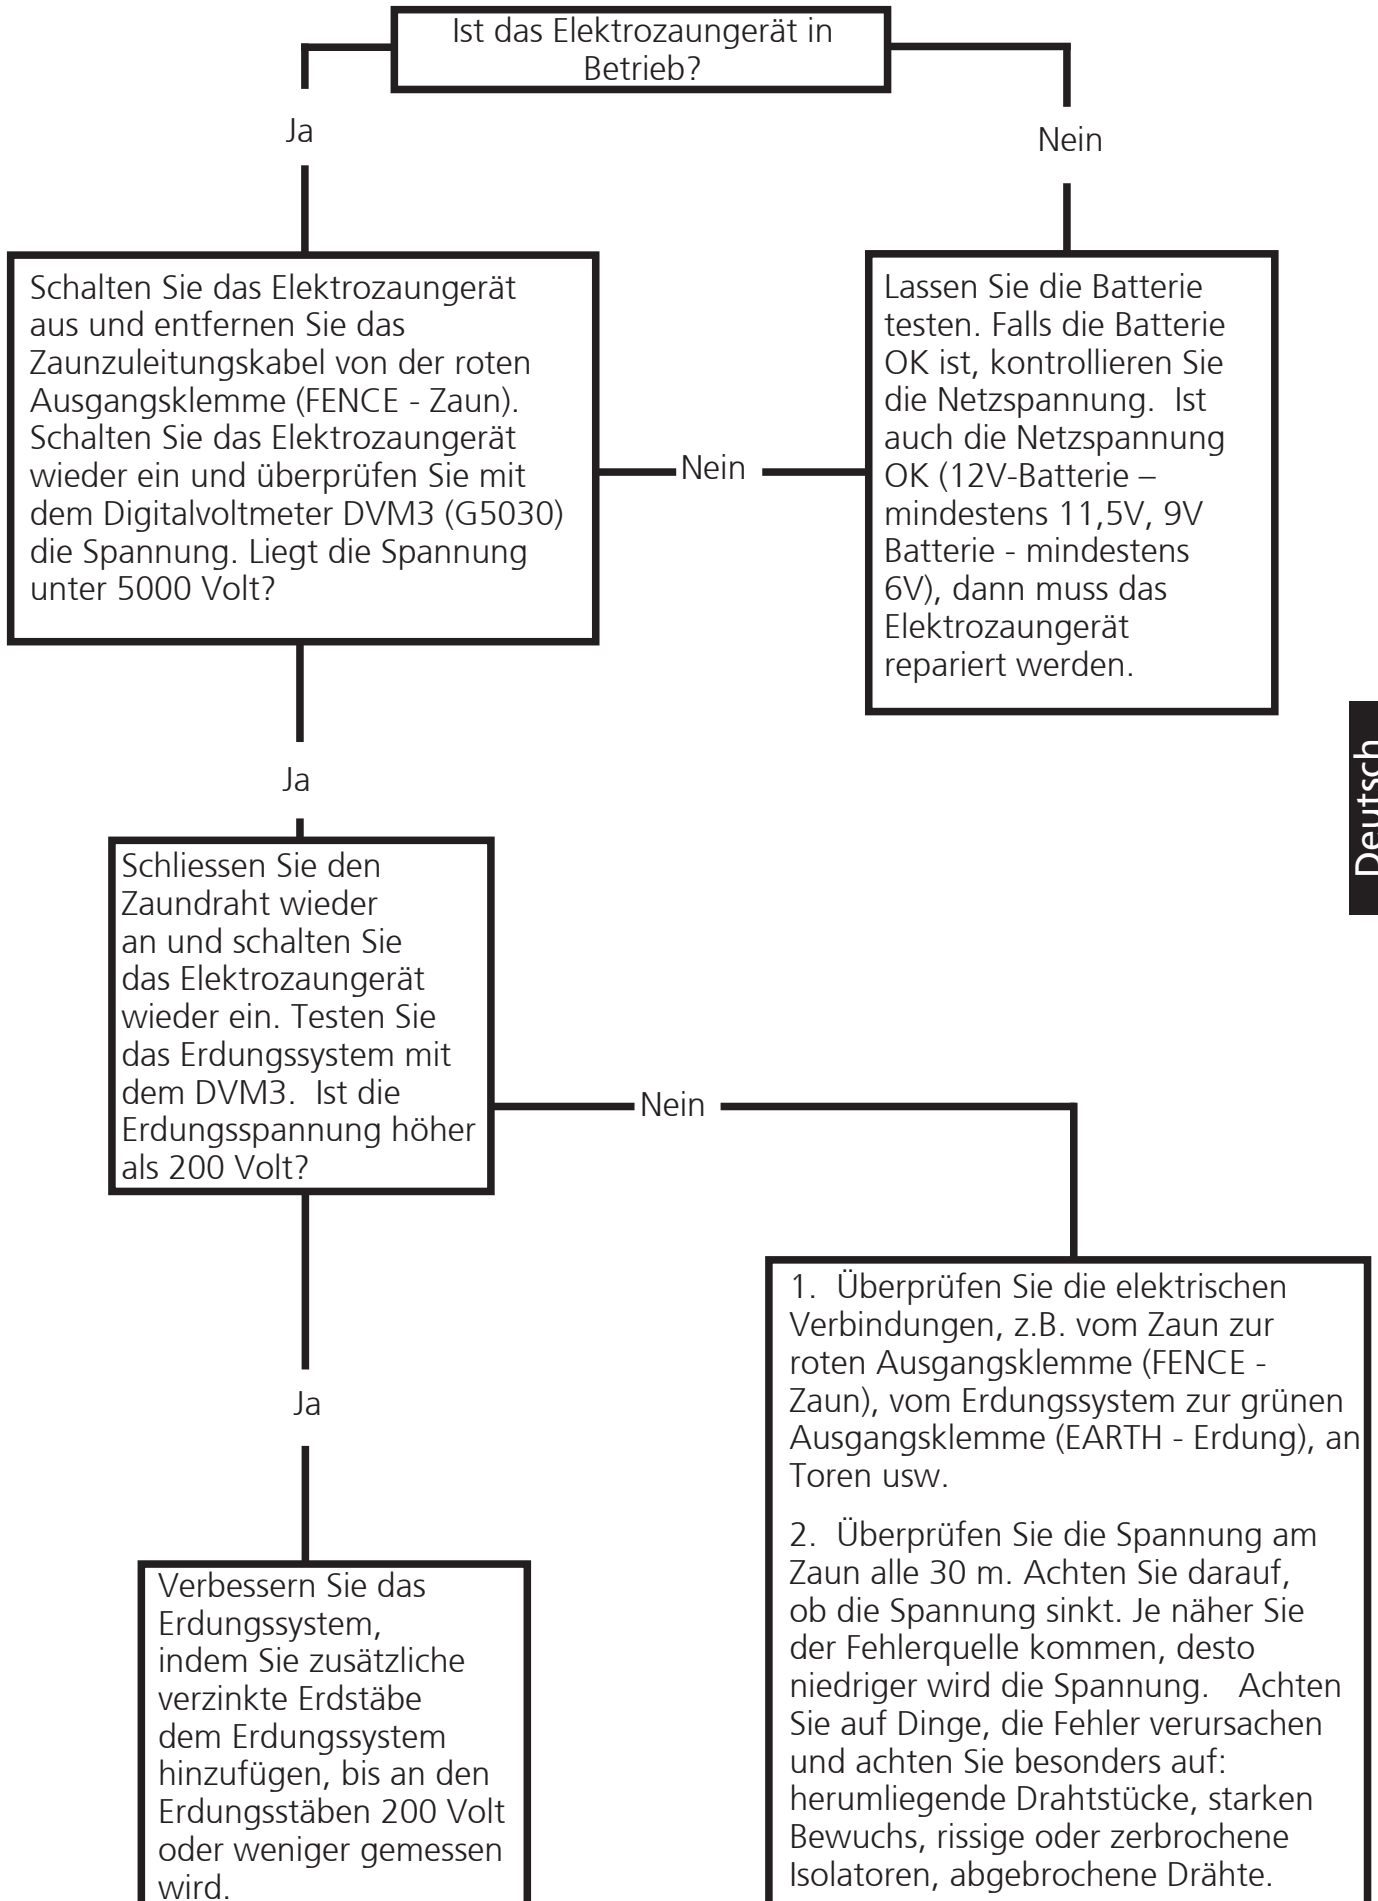 Ist das Elektrozaungerät in
Betrieb?
Ja
Nein
Schalten Sie das Elektrozaungerät
aus und entfernen Sie das
Zaunzuleitungskabel von der roten
Ausgangsklemme (FENCE - Zaun).
Schalten Sie das Elektrozaungerät
wieder ein und überprüfen Sie mit
dem Digitalvoltmeter DVM3 (G5030)
die Spannung. Liegt die Spannung
unter 5000 Volt?
Nein
Lassen Sie die Batterie
testen. Falls die Batterie
OK ist, kontrollieren Sie
die Netzspannung. Ist
auch die Netzspannung
OK (12V-Batterie –
mindestens 11,5V, 9V
Batterie - mindestens
6V), dann muss das
Elektrozaungerät
repariert werden.
Deutsch
Ja
Schliessen Sie den
Zaundraht wieder
an und schalten Sie
das Elektrozaungerät
wieder ein. Testen Sie
das Erdungssystem mit
dem DVM3. Ist die
Erdungsspannung höher
als 200 Volt?
Nein
Ja
1. Überprüfen Sie die elektrischen
Verbindungen, z.B. vom Zaun zur
roten Ausgangsklemme (FENCE -
Zaun), vom Erdungssystem zur grünen
Ausgangsklemme (EARTH - Erdung), an
Toren usw.
2. Überprüfen Sie die Spannung am
Zaun alle 30 m. Achten Sie darauf,
ob die Spannung sinkt. Je näher Sie
der Fehlerquelle kommen, desto
niedriger wird die Spannung. Achten
Sie auf Dinge, die Fehler verursachen
und achten Sie besonders auf:
herumliegende Drahtstücke, starken
Bewuchs, rissige oder zerbrochene
Isolatoren, abgebrochene Drähte.
Verbessern Sie das
Erdungssystem,
indem Sie zusätzliche
verzinkte Erdstäbe
dem Erdungssystem
hinzufügen, bis an den
Erdungsstäben 200 Volt
oder weniger gemessen
wird.